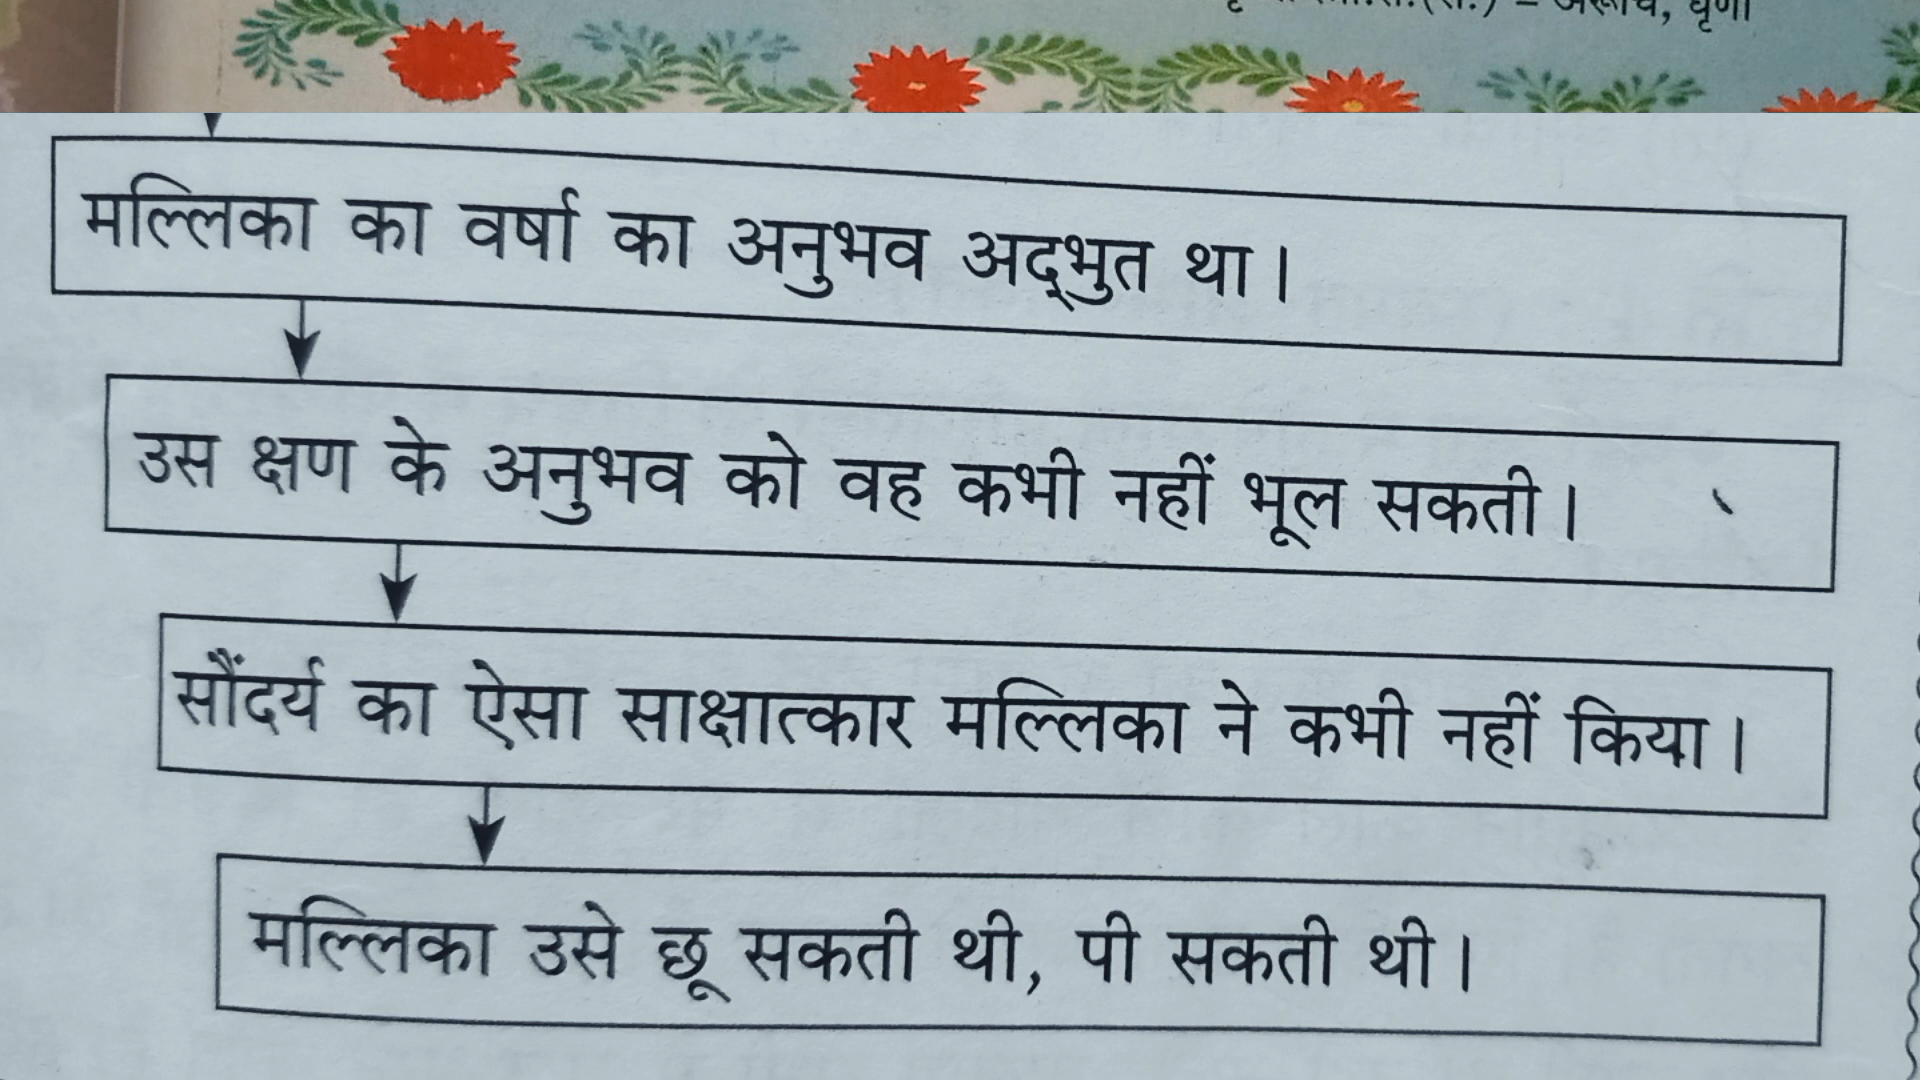 घृणा
मल्लिका का वर्षा का अनुभव अद्‌भुत था।
उस क्षण के अनुभव को वह कभी नहीं भूल सकती।
सौंदर्य का ऐसा साक्षात्कार मल्लिका ने कभी नहीं किया।
मल्लिका उसे छू सकती थी, पी सकती थी।